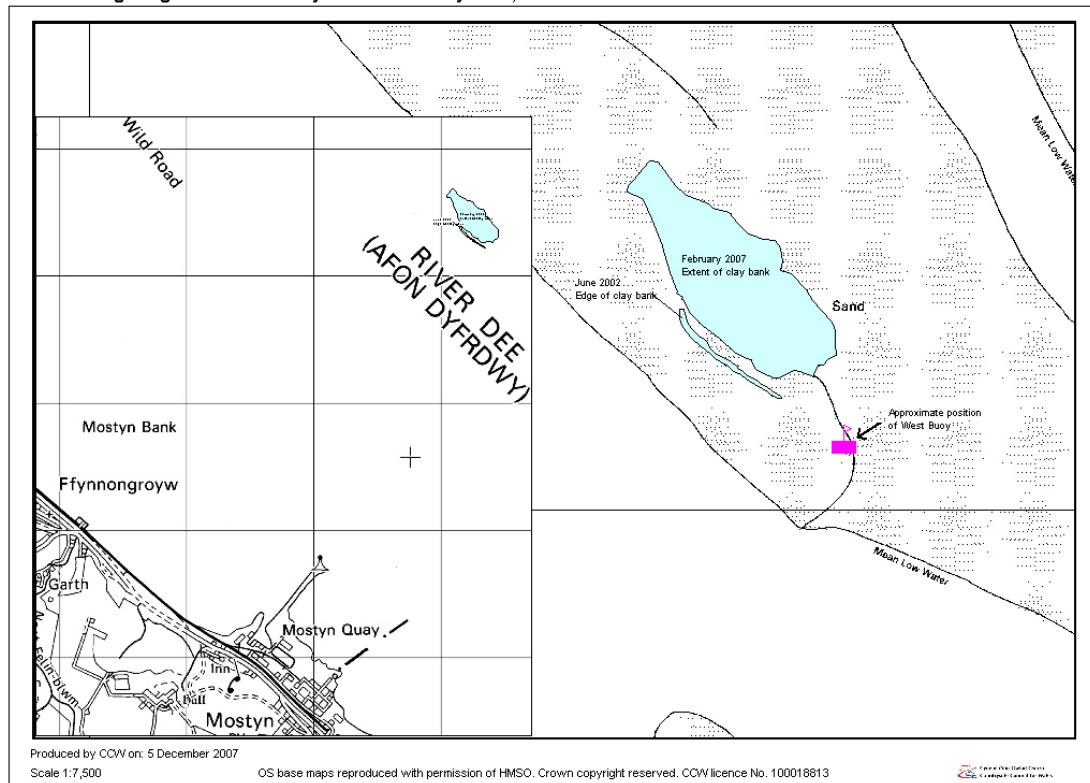 Wild Road
RIVER DEE
(AFON DYFRDWY)
Mostyn Bank
Ffynnongroyw
Garth
Mostyn Quay
Inn
Hall
Mostyn
February 2007
Extent of clay bank
June 2002
Edge of clay bank
Sand
Approximate position
of West Buoy
Mean Low Water
Mean Low Water
Produced by CCW on: 5 December 2007
Scale 1:7,500
OS base maps reproduced with permission of HMSO. Crown copyright reserved. CCW licence No. 100018813